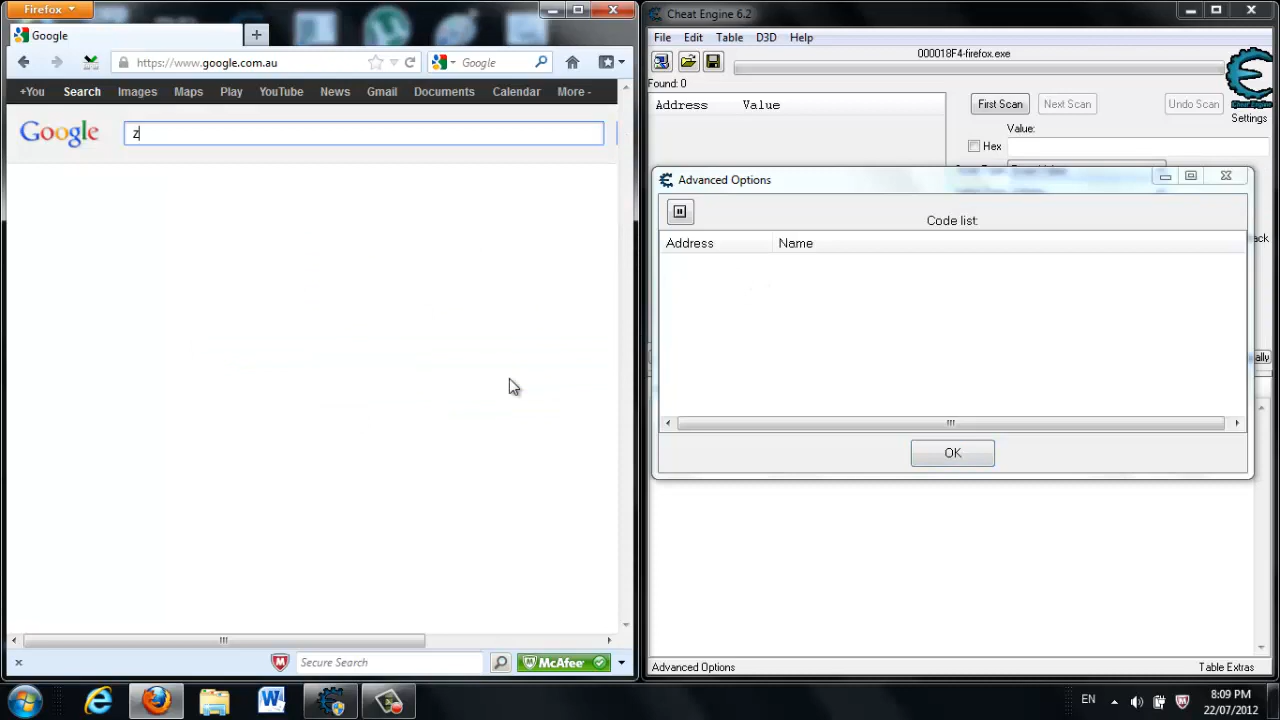 Firefox
Google
https://www.google.com.au
Google
+You Search Images Maps Play YouTube News Gmail Documents Calendar More -
Google
z
Secure Search
McAfee
Cheat Engine 6.2
File Edit Table D3D Help
000018F4-firefox.exe
Found: 0
Address Value
First Scan Next Scan Undo Scan
Cheat Engine
Settings
Value:
Hex
Advanced Options
Code list:
Address Name
OK
Advanced Options
Table Extras
EN
8:09 PM
22/07/2012